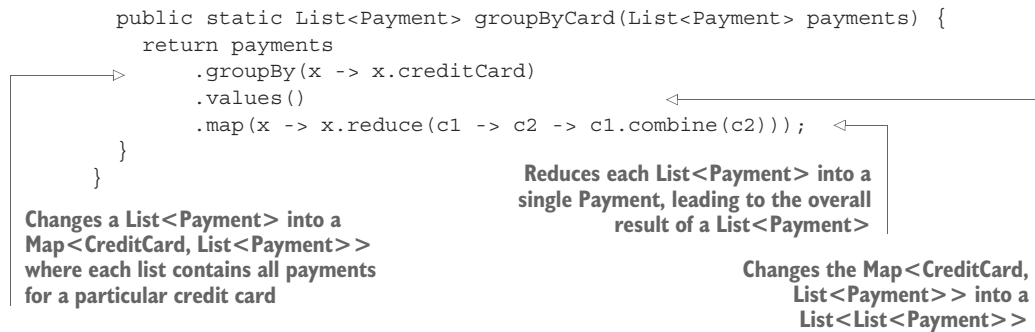 public static List<Payment> groupByCard(List<Payment> payments) {
return payments
.groupBy(x -> x.creditCard)
.values()
.map(x -> x.reduce(c1 -> c2 -> c1.combine(c2)));
}
}
Changes a List<Payment> into a
Map<CreditCard, List<Payment>>
where each list contains all payments
for a particular credit card
Reduces each List<Payment> into a
single Payment, leading to the overall
result of a List<Payment>
Changes the Map<CreditCard,
List<Payment>> into a
List<List<Payment>>